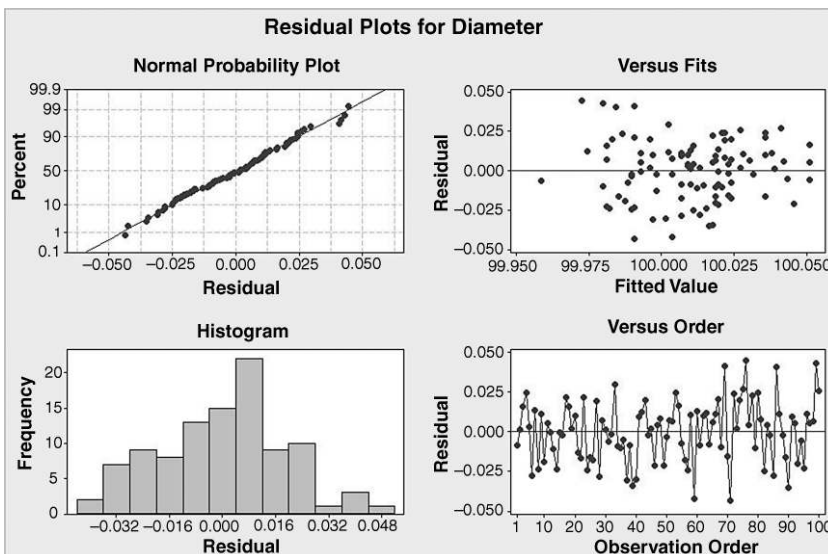 Residual Plots for Diameter
Normal Probability Plot
Percent
99.9
99
90
50
10
1
0.1
−0.050 −0.025 0.000 0.025 0.050
Residual
Versus Fits
Residual
0.050
0.025
0.000
−0.025
−0.050
99.950 99.975 100.000 100.025 100.050
Fitted Value
Histogram
Frequency
20
15
10
5
0
−0.032 −0.016 0.000 0.016 0.032 0.048
Residual
Versus Order
Residual
0.050
0.025
0.000
−0.025
−0.050
1 10 20 30 40 50 60 70 80 90 100
Observation Order